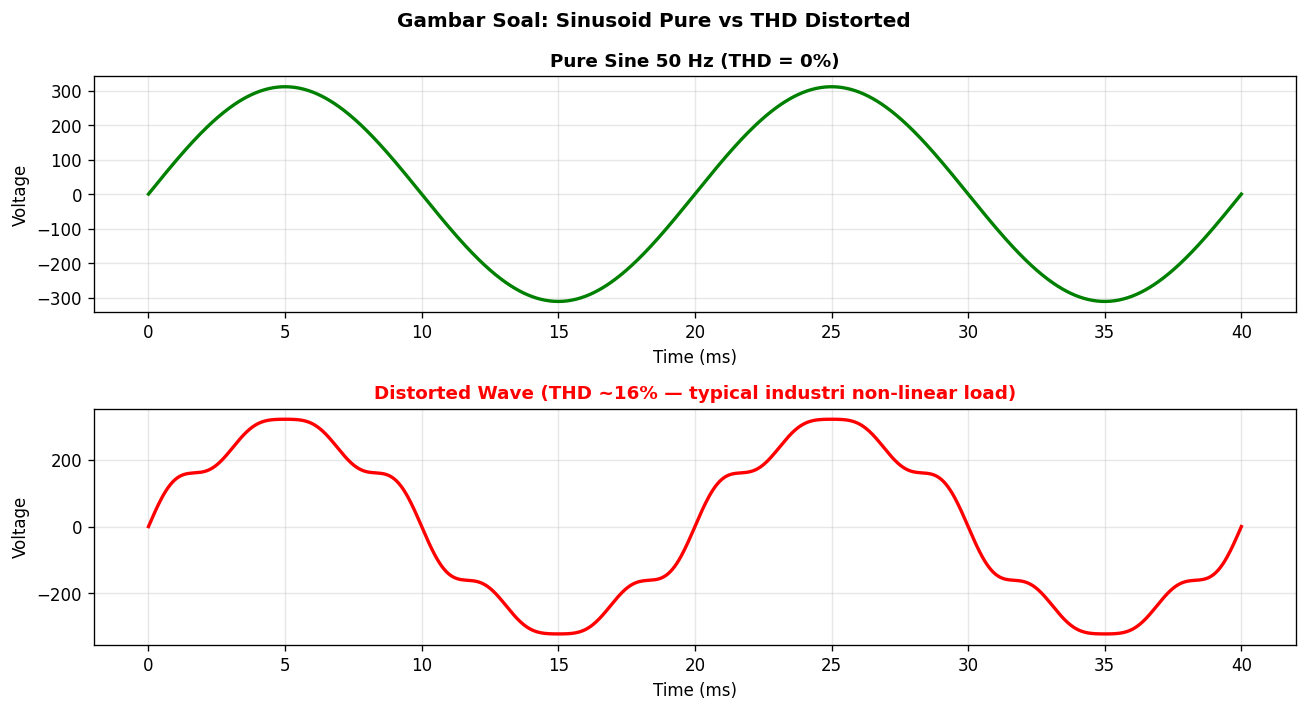 Gambar Soal: Sinusoid Pure vs THD Distorted
Pure Sine 50 Hz (THD = 0%)
300
200
100
0
−100
−200
−300
Voltage
0 5 10 15 20 25 30 35 40
Time (ms)
Distorted Wave (THD ~16% — typical industri non-linear load)
200
0
−200
Voltage
0 5 10 15 20 25 30 35 40
Time (ms)